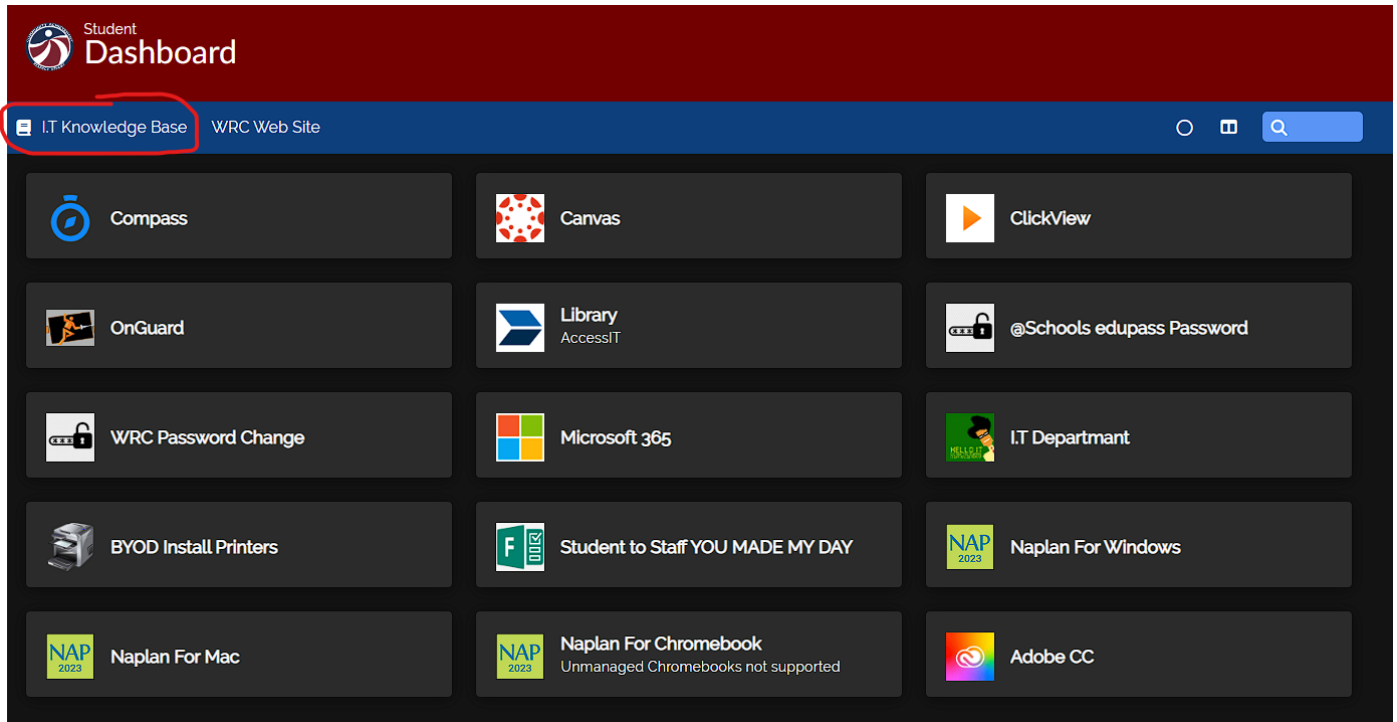 Student
Dashboard
I.T Knowledge Base WRC Web Site
Compass
Canvas
ClickView
OnGuard
Library
AccessIT
@Schools edupass Password
WRC Password Change
Microsoft 365
HELLO IT
I.T Departmant
BYOD Install Printers
F
Student to Staff YOU MADE MY DAY
NAP
2023
Naplan For Windows
NAP
2023
Naplan For Mac
NAP
2023
Naplan For Chromebook
Unmanaged Chromebooks not supported
Adobe CC